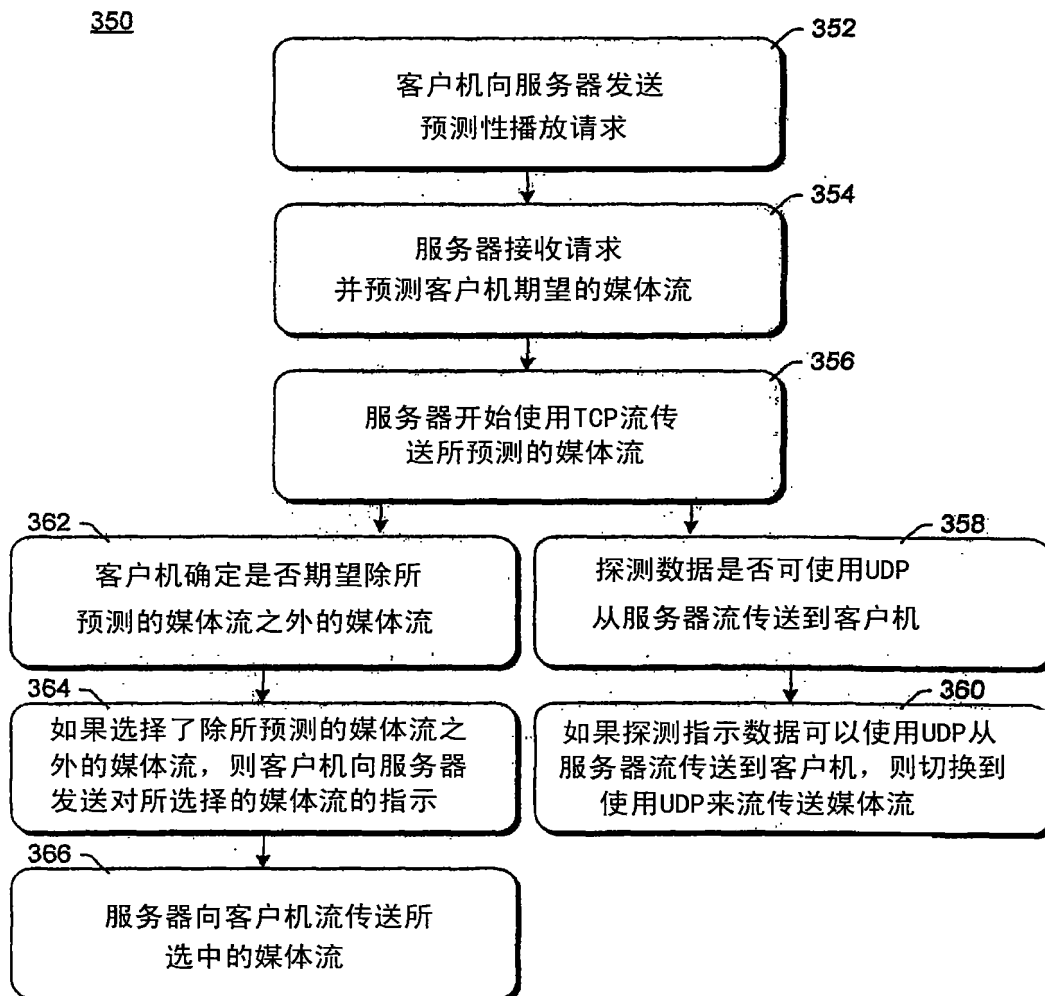 350
352
客户机向服务器发送
预测性播放请求
354
服务器接收请求
并预测客户机期望的媒体流
356
服务器开始使用TCP流传
送所预测的媒体流
362
客户机确定是否期望除所
预测的媒体流之外的媒体流
358
探测数据是否可使用UDP
从服务器流传送到客户机
364
如果选择了除所预测的媒体流之
外的媒体流，则客户机向服务器
发送对所选择的媒体流的指示
360
如果探测指示数据可以使用UDP从
服务器流传送到客户机，则切换到
使用UDP来流传送媒体流
366
服务器向客户机流传送所
选中的媒体流